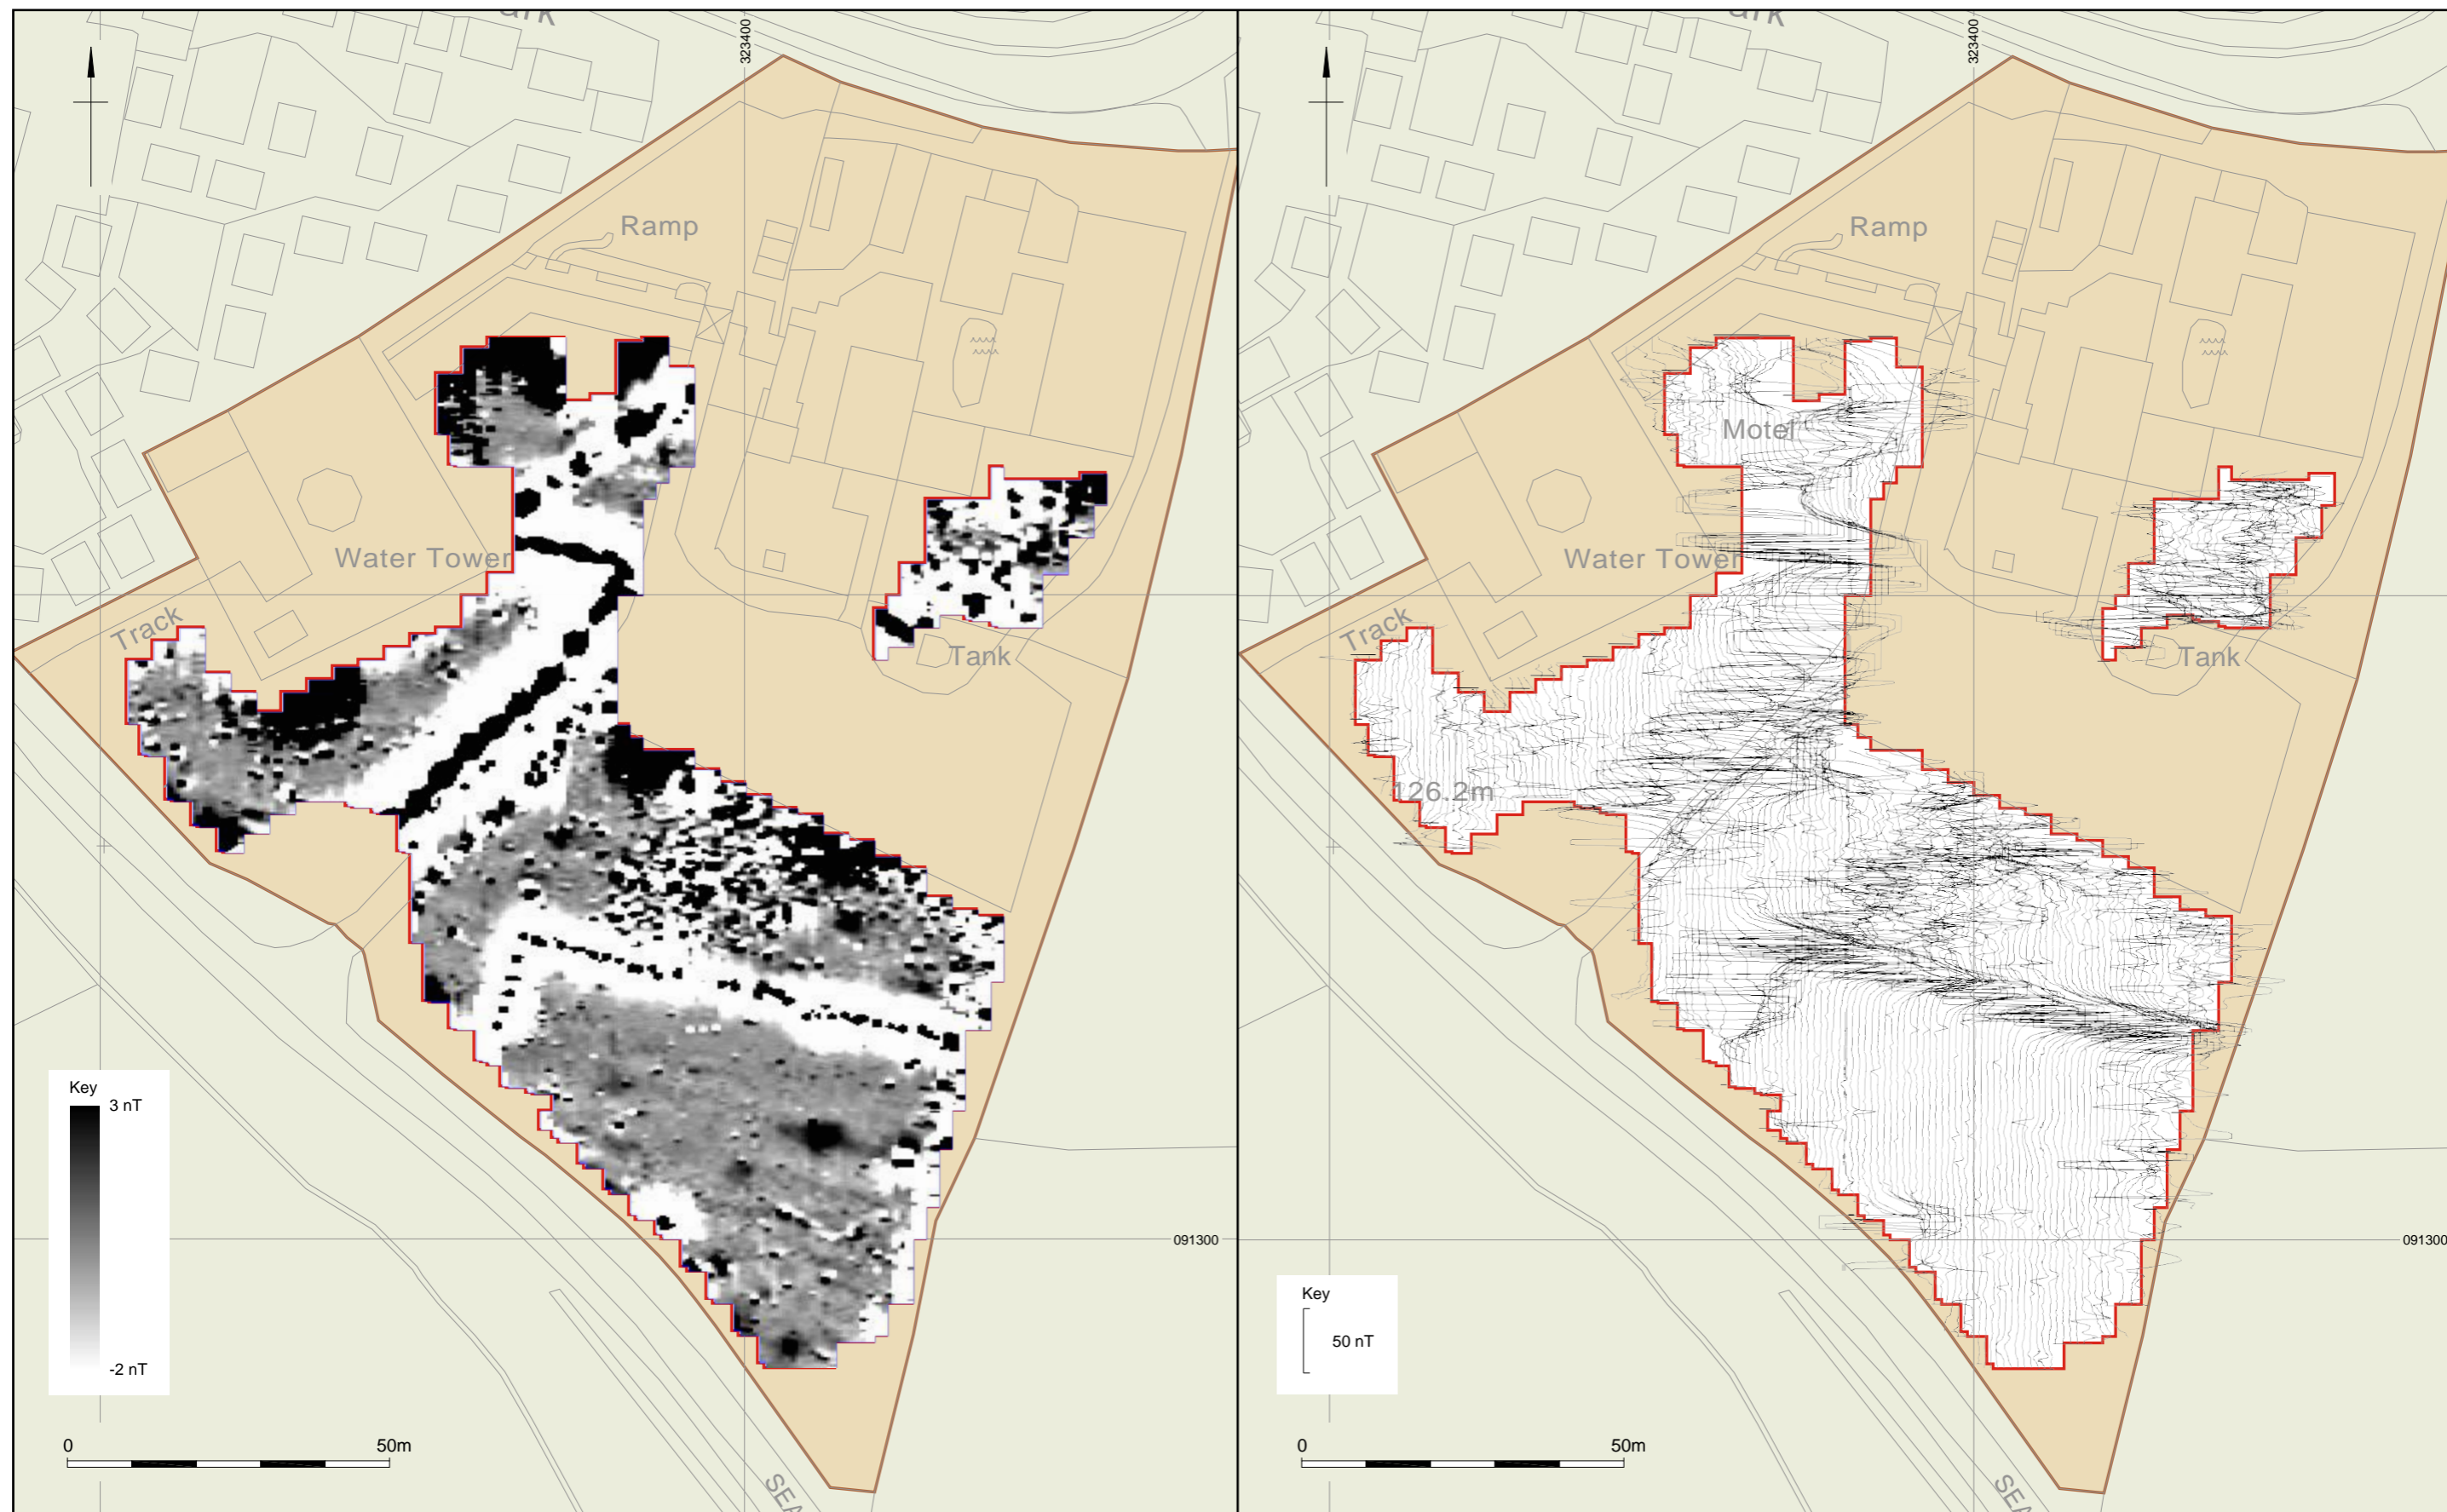 323400
Ramp
Water Tower
Track
Tank
091300
Key
3 nT
-2 nT
0 50m
323400
Ramp
Motel
Water Tower
Track
Tank
126.2m
091300
Key
50 nT
0 50m